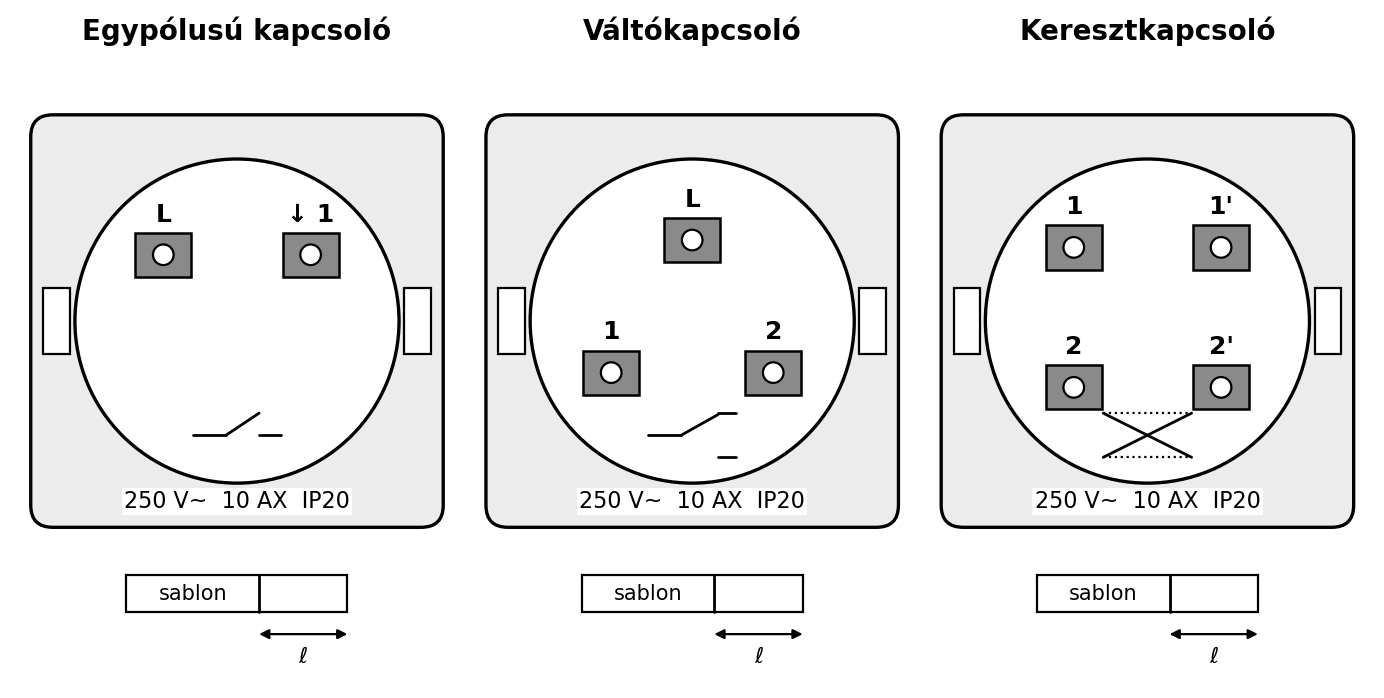 Egypólusú kapcsoló
L ↓ 1
250 V~ 10 AX IP20
sablon
ℓ
Váltókapcsoló
L
1 2
250 V~ 10 AX IP20
sablon
ℓ
Keresztkapcsoló
1 1'
2 2'
250 V~ 10 AX IP20
sablon
ℓ